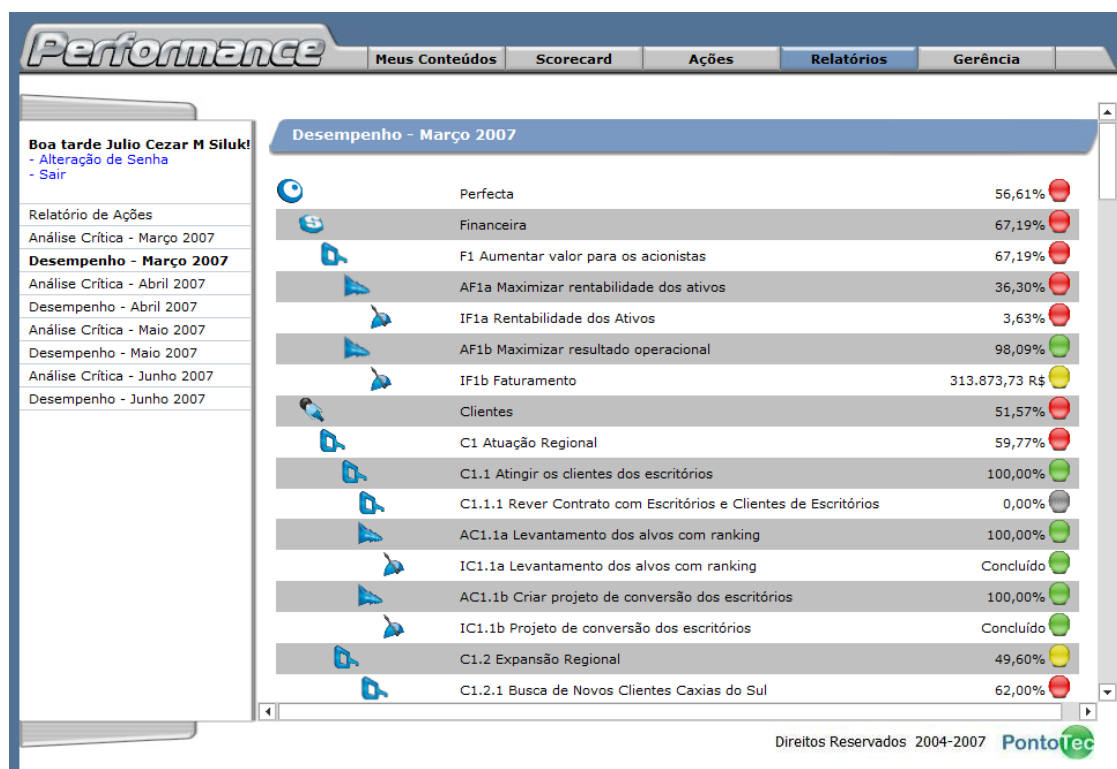 Performance
Meus Conteúdos Scorecard Ações Relatórios Gerência
Boa tarde Julio Cezar M Siluk!
- Alteração de Senha
- Sair
Relatório de Ações
Análise Crítica - Março 2007
Desempenho - Março 2007
Análise Crítica - Abril 2007
Desempenho - Abril 2007
Análise Crítica - Maio 2007
Desempenho - Maio 2007
Análise Crítica - Junho 2007
Desempenho - Junho 2007
Desempenho - Março 2007
Perfecta 56,61%
Financeira 67,19%
F1 Aumentar valor para os acionistas 67,19%
AF1a Maximizar rentabilidade dos ativos 36,30%
IF1a Rentabilidade dos Ativos 3,63%
AF1b Maximizar resultado operacional 98,09%
IF1b Faturamento 313.873,73 R$
Clientes 51,57%
C1 Atuação Regional 59,77%
C1.1 Atingir os clientes dos escritórios 100,00%
C1.1.1 Rever Contrato com Escritórios e Clientes de Escritórios 0,00%
AC1.1a Levantamento dos alvos com ranking 100,00%
IC1.1a Levantamento dos alvos com ranking Concluído
AC1.1b Criar projeto de conversão dos escritórios 100,00%
IC1.1b Projeto de conversão dos escritórios Concluído
C1.2 Expansão Regional 49,60%
C1.2.1 Busca de Novos Clientes Caxias do Sul 62,00%
Direitos Reservados 2004-2007 PontoTec